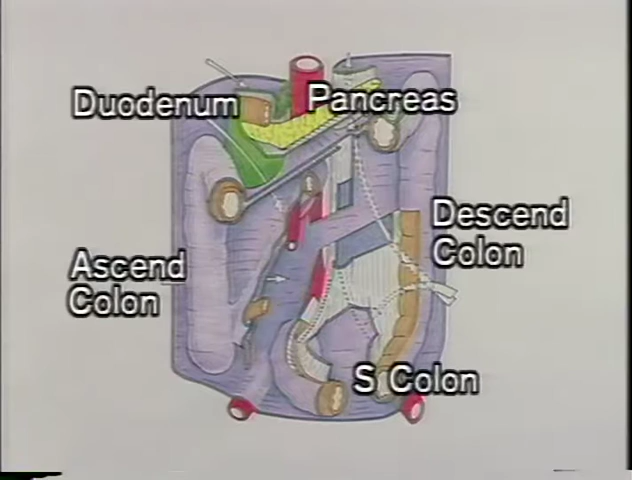 Duodenum
Pancreas
Descend
Colon
Ascend
Colon
S Colon